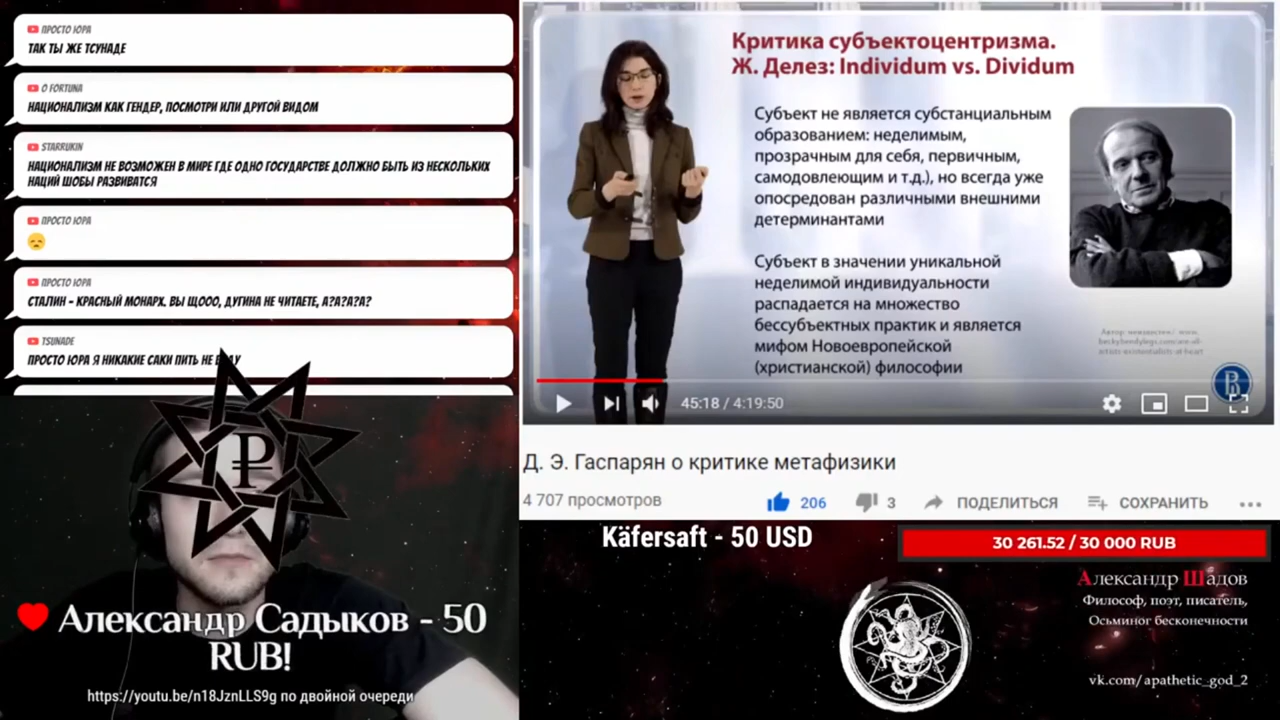 ПРОСТО ЮРА
ТАК ТЫ ЖЕ ТСУНАДЕ
O FORTUNA
НАЦИОНАЛИЗМ КАК ГЕНДЕР, ПОСМОТРИ ИЛИ ДРУГОЙ ВИДОМ
STARRUKIN
НАЦИОНАЛИЗМ НЕ ВОЗМОЖЕН В МИРЕ ГДЕ ОДНО ГОСУДАРСТВЕ ДОЛЖНО БЫТЬ ИЗ НЕСКОЛЬКИХ
НАЦИЙ ШОБЫ РАЗВИВАТСЯ
ПРОСТО ЮРА
😞
ПРОСТО ЮРА
СТАЛИН - КРАСНЫЙ МОНАРХ. ВЫ ЩООО, ДУГИНА НЕ ЧИТАЕТЕ, А?А?А?А?
TSUNADE
ПРОСТО ЮРА Я НИКАКИЕ САКИ ПИТЬ НЕ
₽
Александр Садыков - 50
RUB!
https://youtu.be/n18JznLLS9g по двойной очереди
Критика субъектоцентризма.
Ж. Делез: Individum vs. Dividum
Субъект не является субстанциальным
образованием: неделимым,
прозрачным для себя, первичным,
самодовлеющим и т.д.), но всегда уже
опосредован различными внешними
детерминантами
Субъект в значении уникальной
неделимой индивидуальности
распадается на множество
бессубъектных практик и является
мифом Новоевропейской
(христианской) философии
45:18 / 4:19:50
Д. Э. Гаспарян о критике метафизики
4 707 просмотров
206
3
ПОДЕЛИТЬСЯ
СОХРАНИТЬ
Käfersaft - 50 USD
30 261.52 / 30 000 RUB
Александр Шадов
Философ, поэт, писатель,
Осьминог бесконечности
vk.com/apathetic_god_2